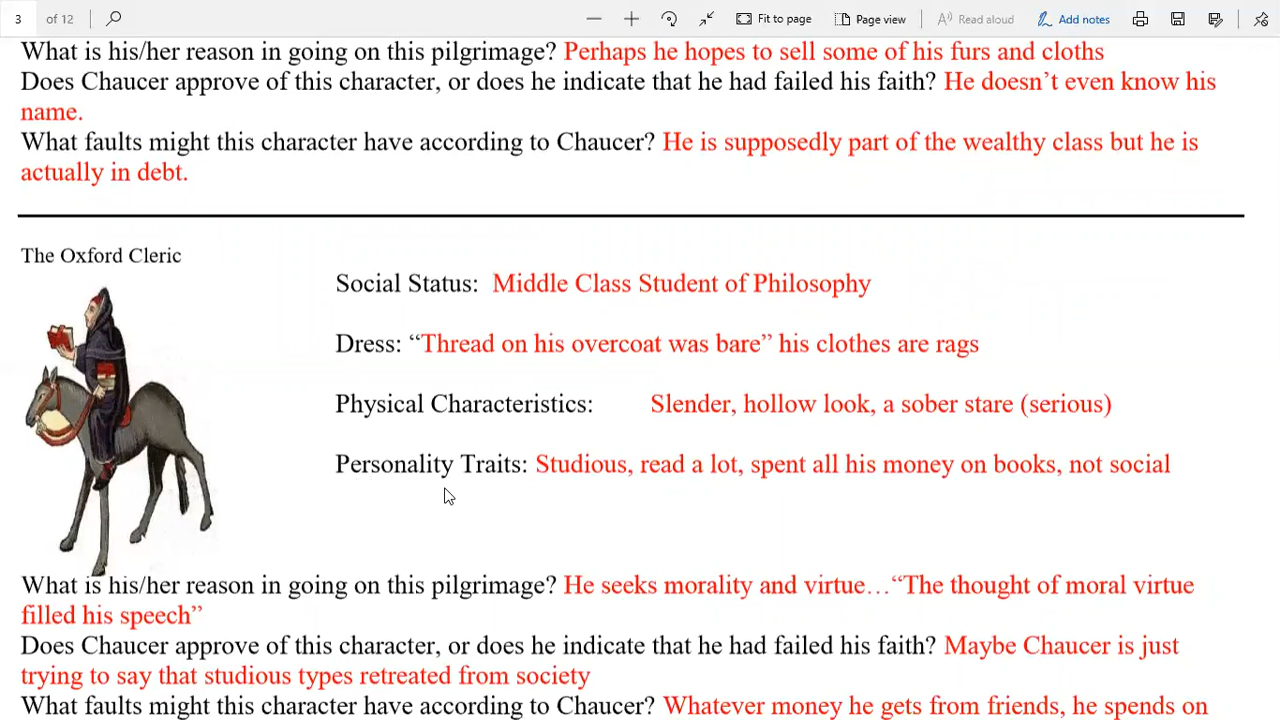 3 of 12 Fit to page Page view Read aloud Add notes
What is his/her reason in going on this pilgrimage? Perhaps he hopes to sell some of his furs and cloths
Does Chaucer approve of this character, or does he indicate that he had failed his faith? He doesn’t even know his
name.
What faults might this character have according to Chaucer? He is supposedly part of the wealthy class but he is
actually in debt.
The Oxford Cleric
Social Status: Middle Class Student of Philosophy
Dress: “Thread on his overcoat was bare” his clothes are rags
Physical Characteristics: Slender, hollow look, a sober stare (serious)
Personality Traits: Studious, read a lot, spent all his money on books, not social
What is his/her reason in going on this pilgrimage? He seeks morality and virtue…“The thought of moral virtue
filled his speech”
Does Chaucer approve of this character, or does he indicate that he had failed his faith? Maybe Chaucer is just
trying to say that studious types retreated from society
What faults might this character have according to Chaucer? Whatever money he gets from friends, he spends on